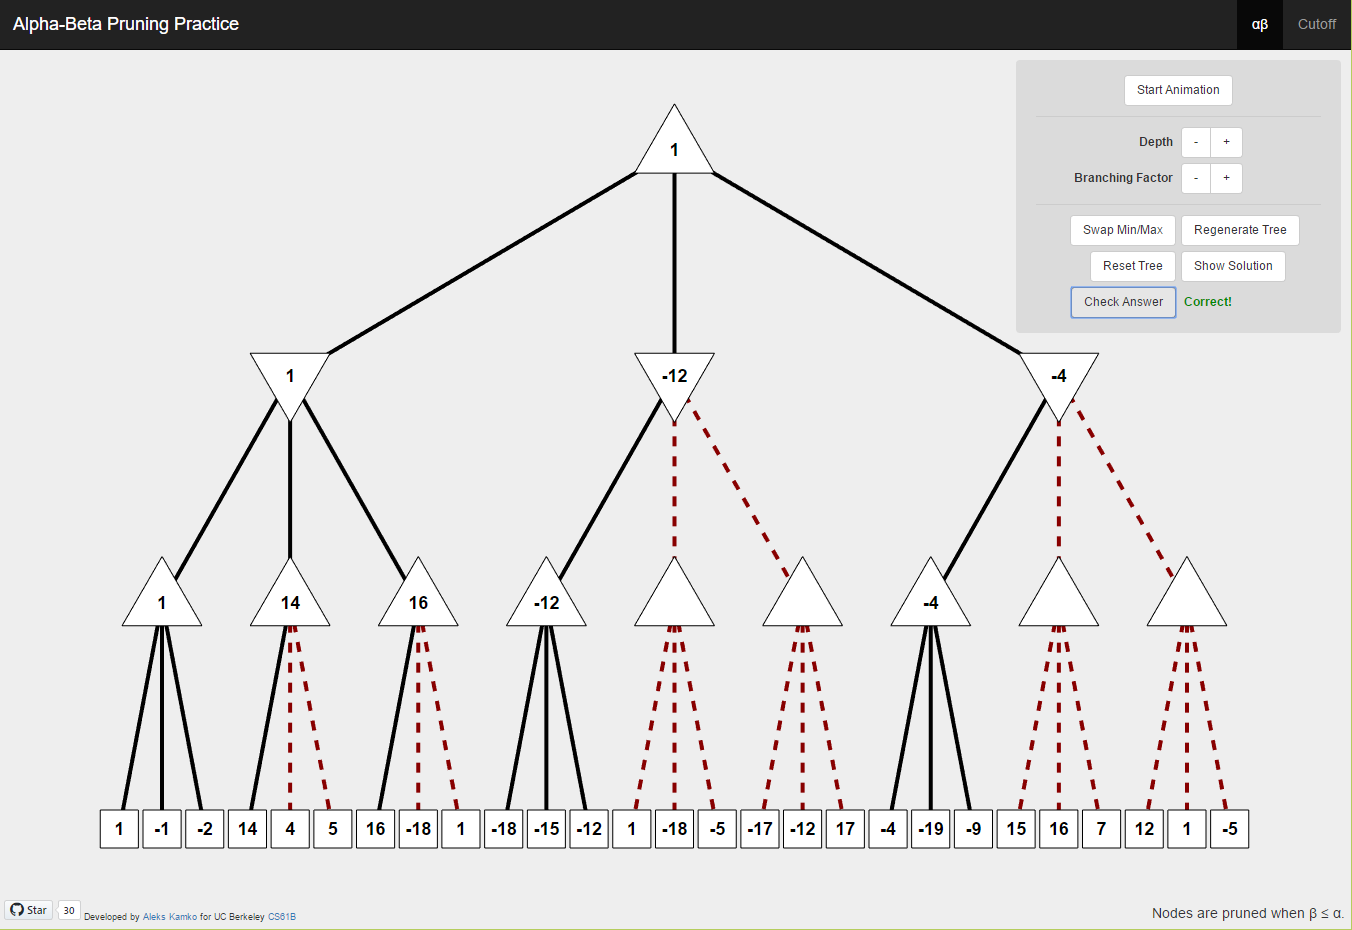 Alpha-Beta Pruning Practice
αβ
Cutoff
Start Animation
Depth - +
Branching Factor - +
Swap Min/Max Regenerate Tree
Reset Tree Show Solution
Check Answer Correct!
1
1 -12 -4
1 14 16 -12 -4
1 -1 -2 14 4 5 16 -18 1 -18 -15 -12 1 -18 -5 -17 -12 17 -4 -19 -9 15 16 7 12 1 -5
Star 30 Developed by Aleks Kamko for UC Berkeley CS61B
Nodes are pruned when β ≤ α.